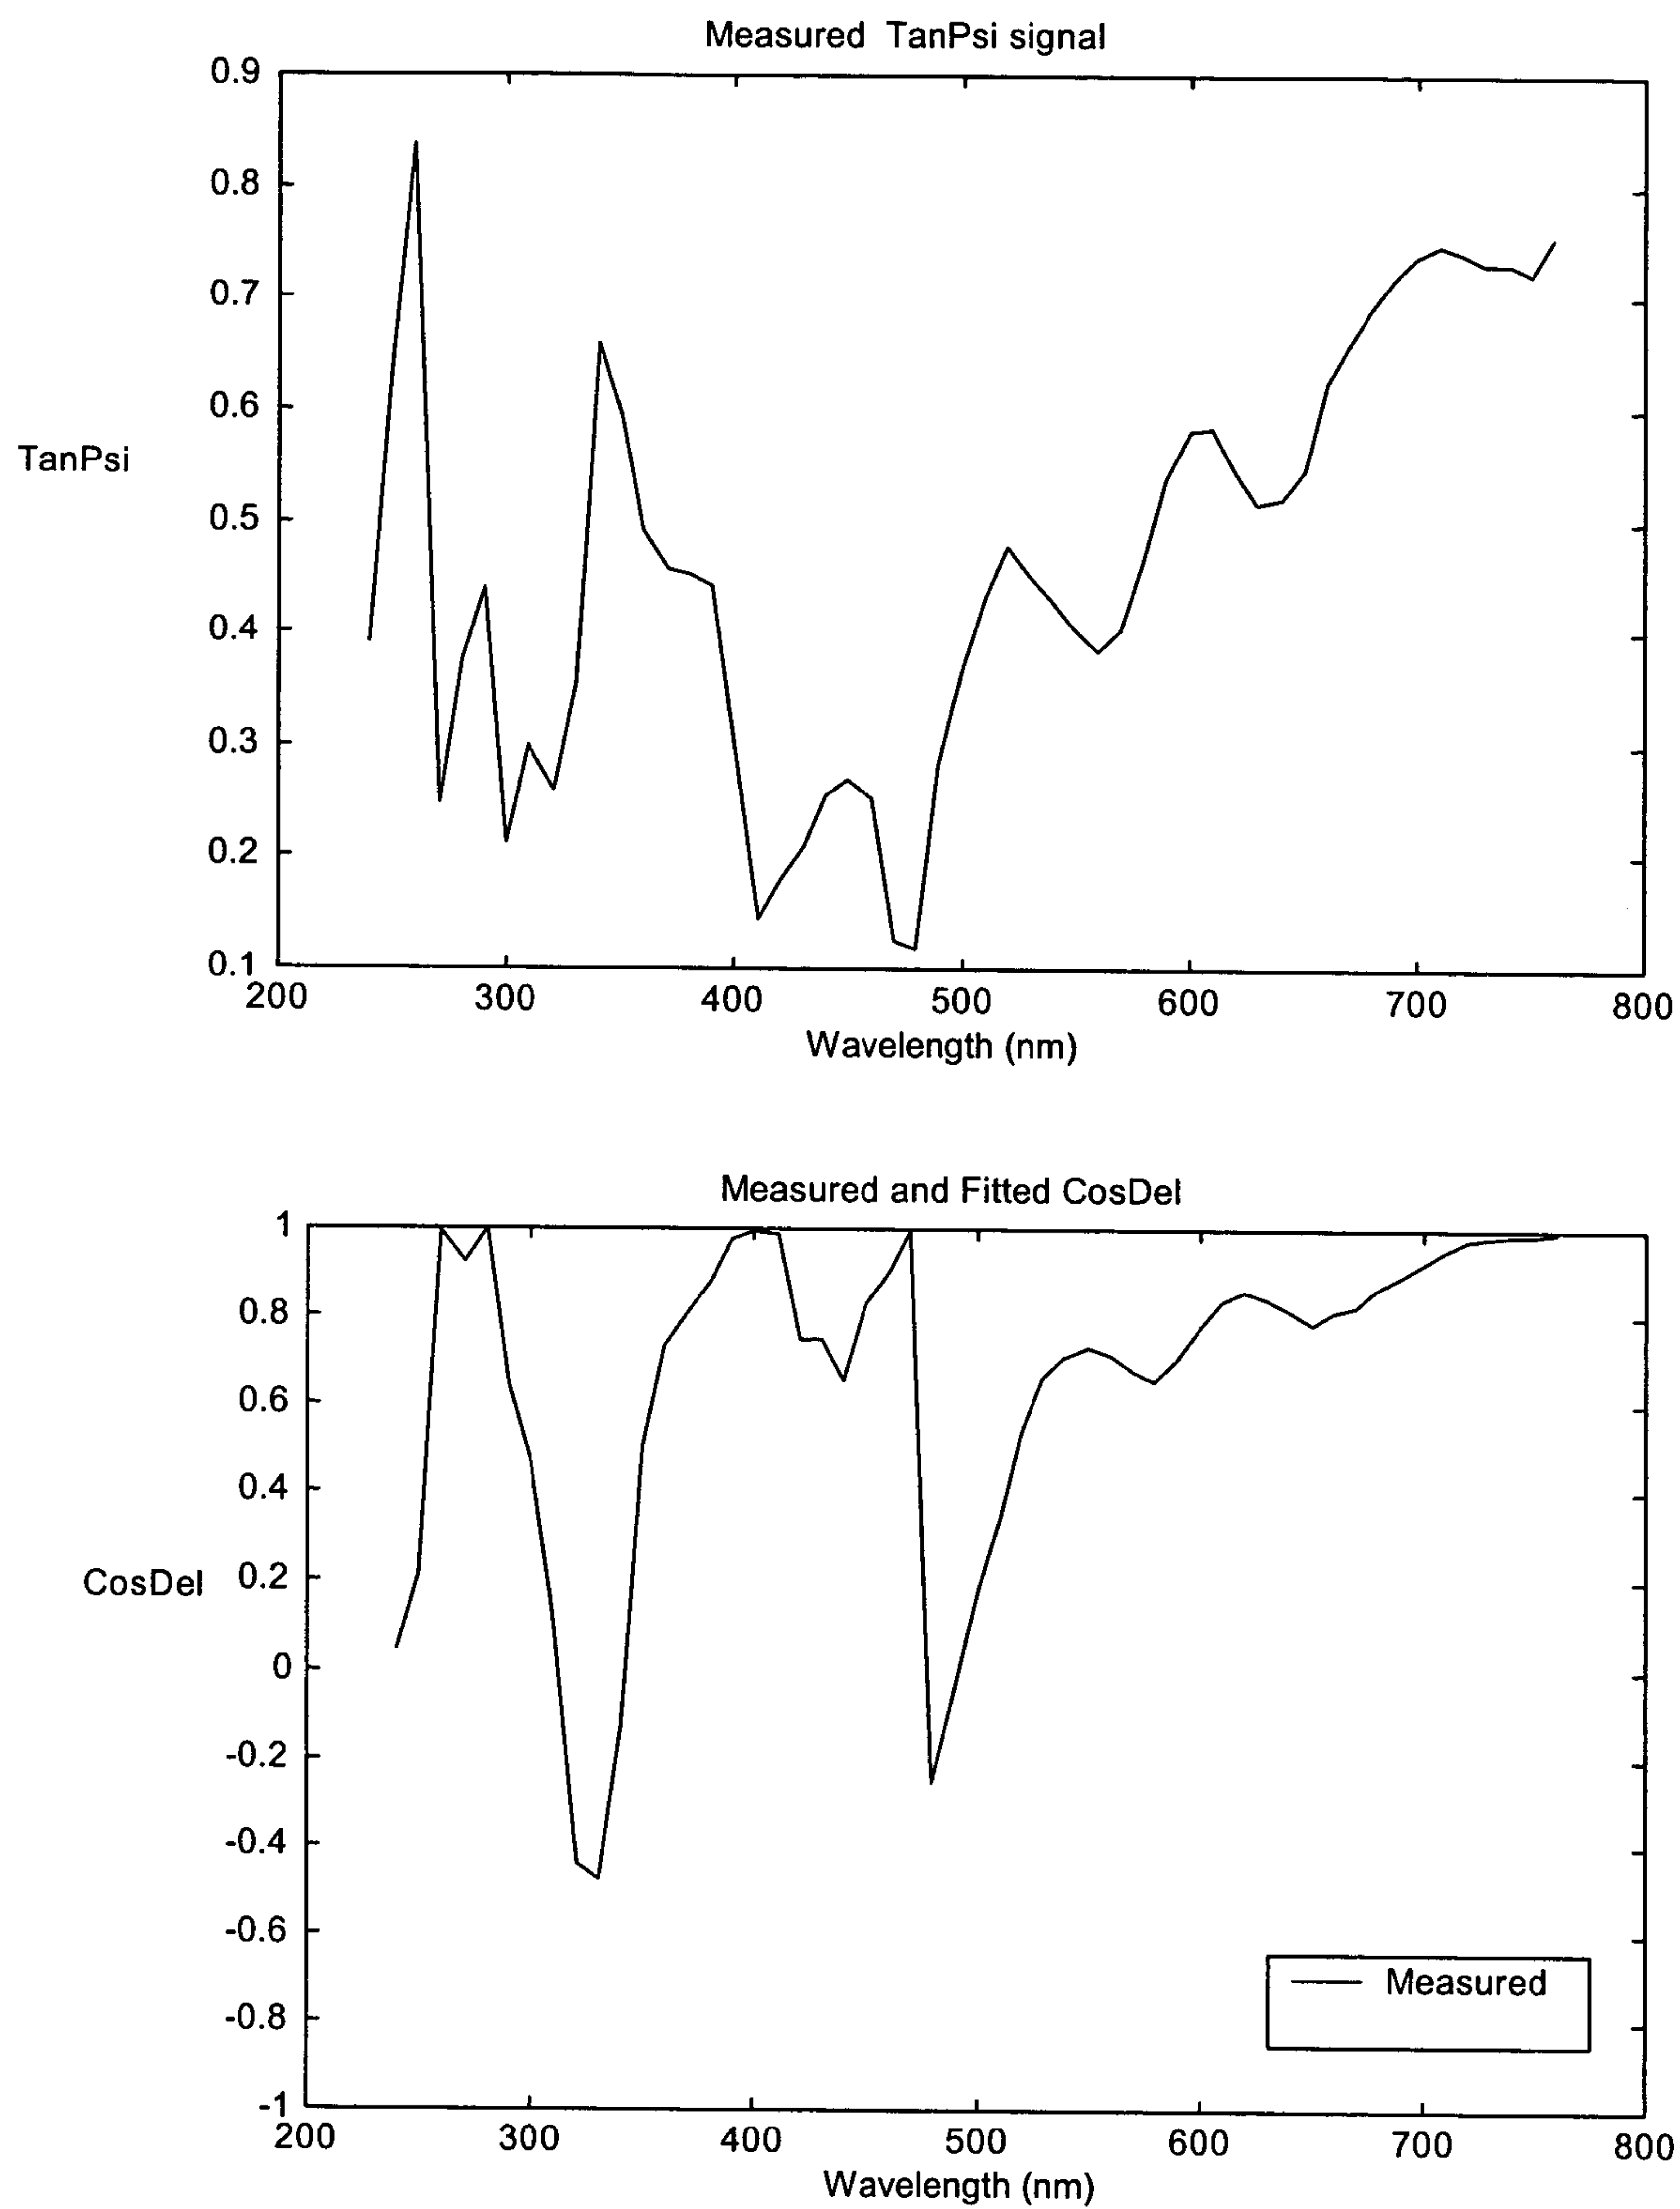 Measured TanPsi signal
0.9
0.8
0.7
0.6
TanPsi
0.5
0.4
0.3
0.2
0.1
200 300 400 500 600 700 800
Wavelength (nm)
Measured and Fitted CosDel
1
0.8
0.6
0.4
CosDel 0.2
0
-0.2
-0.4
-0.6
Measured
-0.8
-1
200 300 400 500 600 700 800
Wavelength (nm)